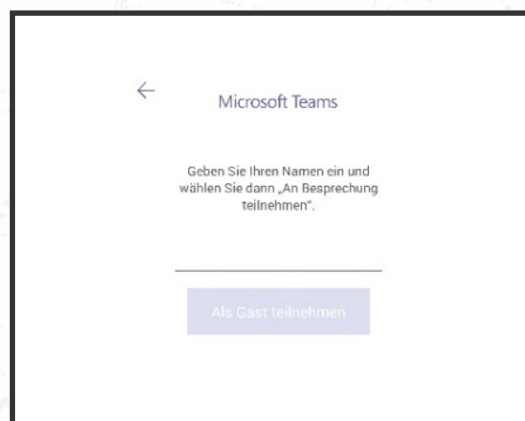 Microsoft Teams
Geben Sie Ihren Namen ein und
wählen Sie dann „An Besprechung
teilnehmen“.
Als Gast teilnehmen